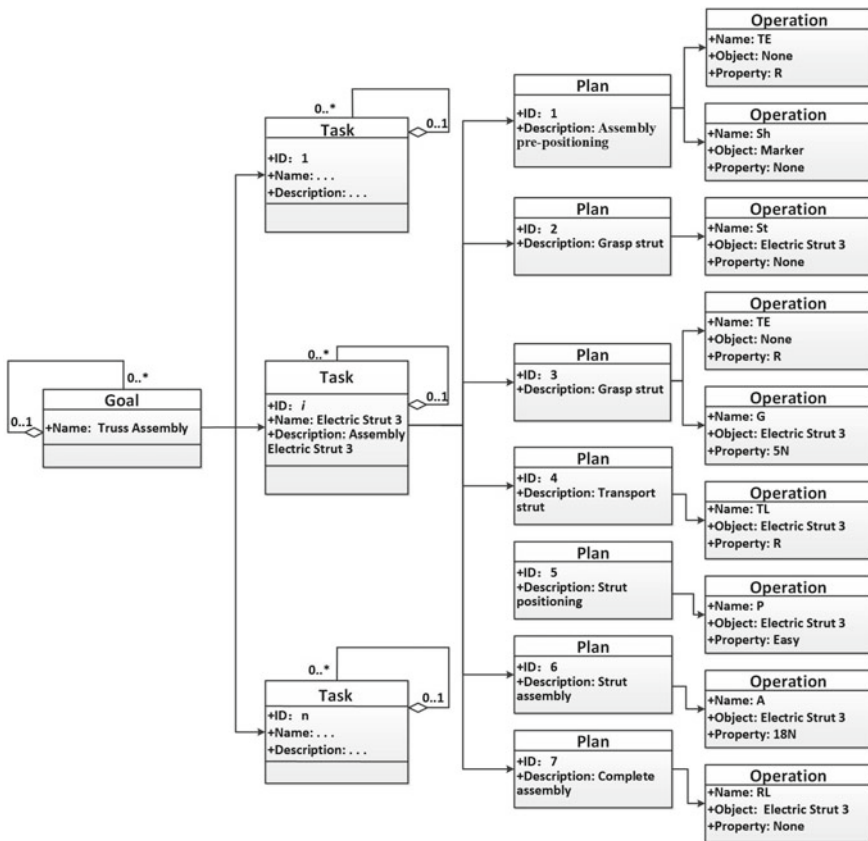 Goal
+Name: Truss Assembly
0..*
0..1
Task
+ID: 1
+Name: . . .
+Description: . . .
0..*
0..1
Task
+ID: i
+Name: Electric Strut 3
+Description: Assembly
Electric Strut 3
0..*
0..1
Task
+ID: n
+Name: . . .
+Description: . . .
0..*
0..1
Plan
+ID: 1
+Description: Assembly
pre-positioning
Plan
+ID: 2
+Description: Grasp strut
Plan
+ID: 3
+Description: Grasp strut
Plan
+ID: 4
+Description: Transport
strut
Plan
+ID: 5
+Description: Strut
positioning
Plan
+ID: 6
+Description: Strut
assembly
Plan
+ID: 7
+Description: Complete
assembly
Operation
+Name: TE
+Object: None
+Property: R
Operation
+Name: Sh
+Object: Marker
+Property: None
Operation
+Name: St
+Object: Electric Strut 3
+Property: None
Operation
+Name: TE
+Object: None
+Property: R
Operation
+Name: G
+Object: Electric Strut 3
+Property: 5N
Operation
+Name: TL
+Object: Electric Strut 3
+Property: R
Operation
+Name: P
+Object: Electric Strut 3
+Property: Easy
Operation
+Name: A
+Object: Electric Strut 3
+Property: 18N
Operation
+Name: RL
+Object: Electric Strut 3
+Property: None